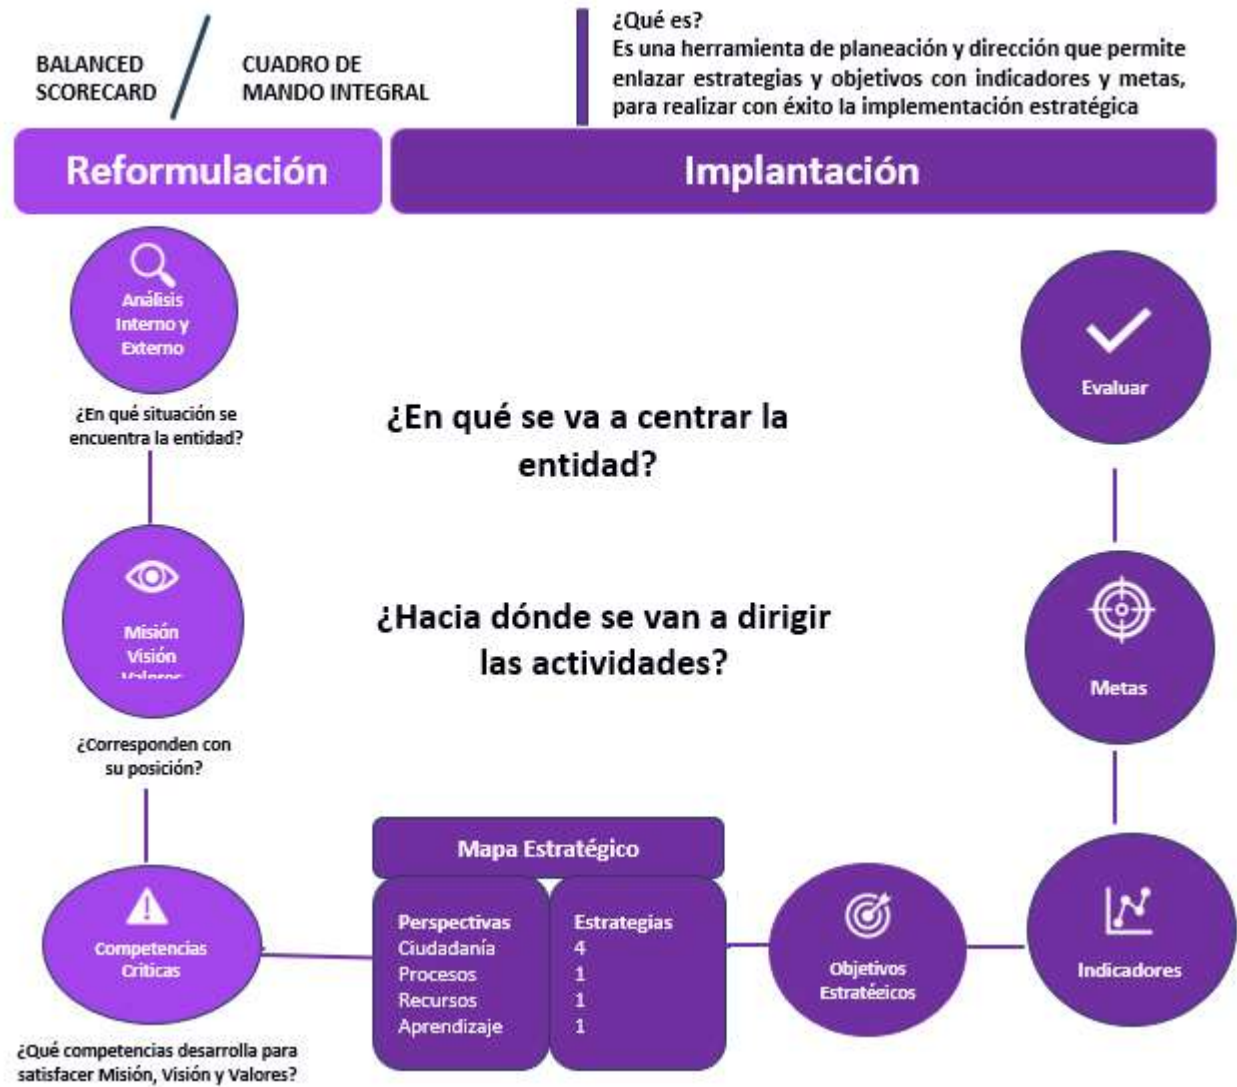 BALANCED
SCORECARD
CUADRO DE
MANDO INTEGRAL
¿Qué es?
Es una herramienta de planeación y dirección que permite
enlazar estrategias y objetivos con indicadores y metas,
para realizar con éxito la implementación estratégica
Reformulación
Implantación
Análisis
Interno y
Externo
¿En qué situación se
encuentra la entidad?
Misión
Visión
Valores
¿Corresponden con
su posición?
Competencias
Criticas
¿Qué competencias desarrolla para
satisfacer Misión, Visión y Valores?
¿En qué se va a centrar la
entidad?
¿Hacia dónde se van a dirigir
las actividades?
Mapa Estratégico
Perspectivas
Ciudadanía
Procesos
Recursos
Aprendizaje
Estrategias
4
1
1
1
Objetivos
Estratégicos
Indicadores
Metas
Evaluar